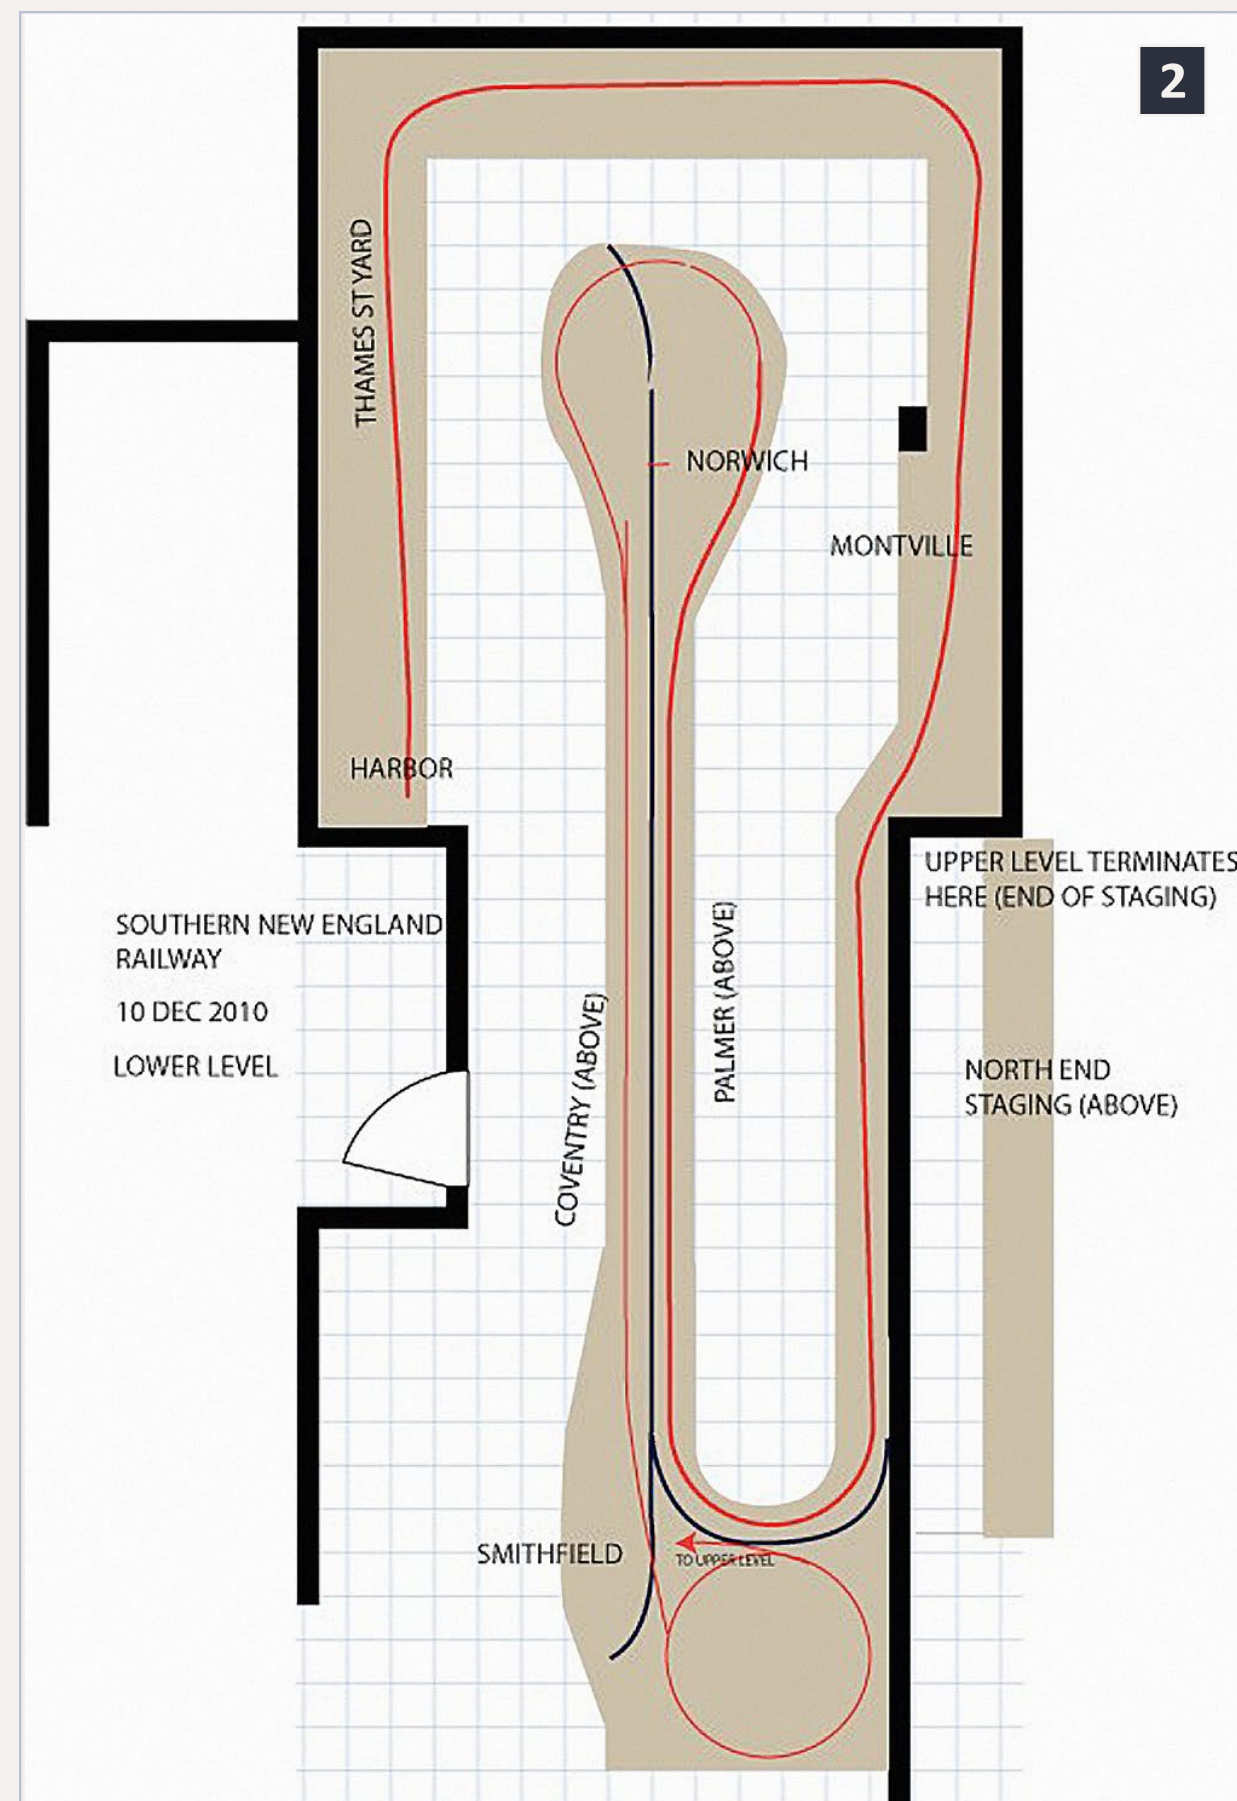 2
THAMES ST YARD
NORWICH
MONTVILLE
HARBOR
UPPER LEVEL TERMINATES
HERE (END OF STAGING)
SOUTHERN NEW ENGLAND
RAILWAY
10 DEC 2010
LOWER LEVEL
PALMER (ABOVE)
COVENTRY (ABOVE)
NORTH END
STAGING (ABOVE)
SMITHFIELD
TO UPPER LEVEL